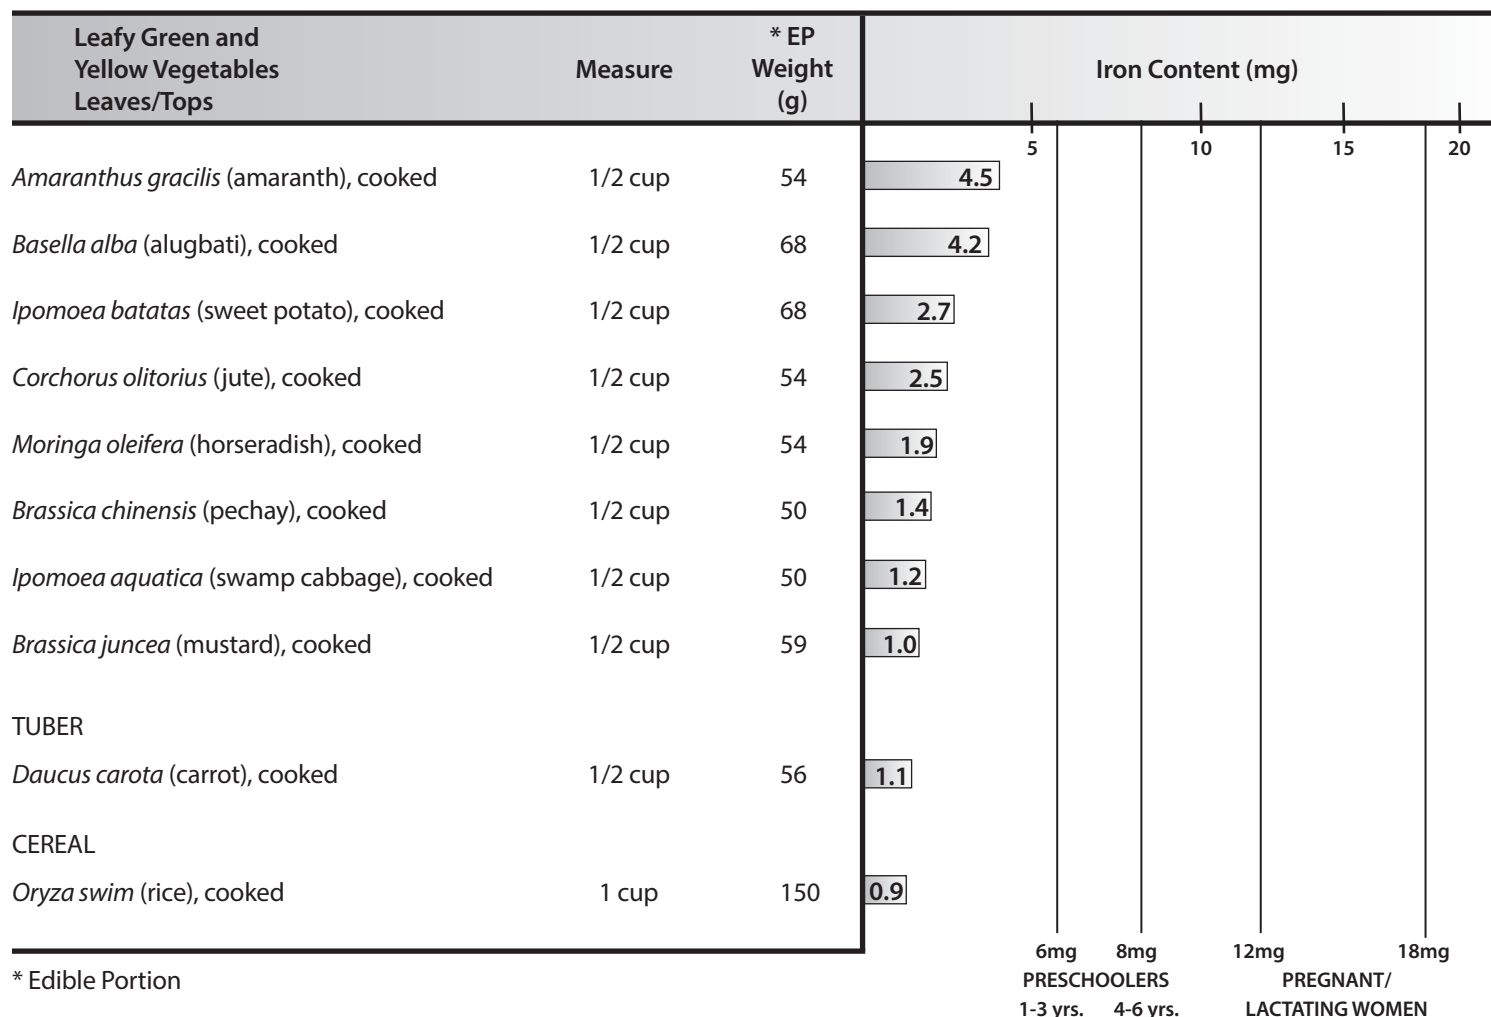 Leafy Green and
Yellow Vegetables
Leaves/Tops
Measure
* EP
Weight
(g)
Iron Content (mg)
5 10 15 20
Amaranthus gracilis (amaranth), cooked 1/2 cup 54 4.5
Basella alba (alugbati), cooked 1/2 cup 68 4.2
Ipomoea batatas (sweet potato), cooked 1/2 cup 68 2.7
Corchorus olitorius (jute), cooked 1/2 cup 54 2.5
Moringa oleifera (horseradish), cooked 1/2 cup 54 1.9
Brassica chinensis (pechay), cooked 1/2 cup 50 1.4
Ipomoea aquatica (swamp cabbage), cooked 1/2 cup 50 1.2
Brassica juncea (mustard), cooked 1/2 cup 59 1.0
TUBER
Daucus carota (carrot), cooked 1/2 cup 56 1.1
CEREAL
Oryza swim (rice), cooked 1 cup 150 0.9
6mg 8mg 12mg 18mg
* Edible Portion
PRESCHOOLERS PREGNANT/
1-3 yrs. 4-6 yrs. LACTATING WOMEN